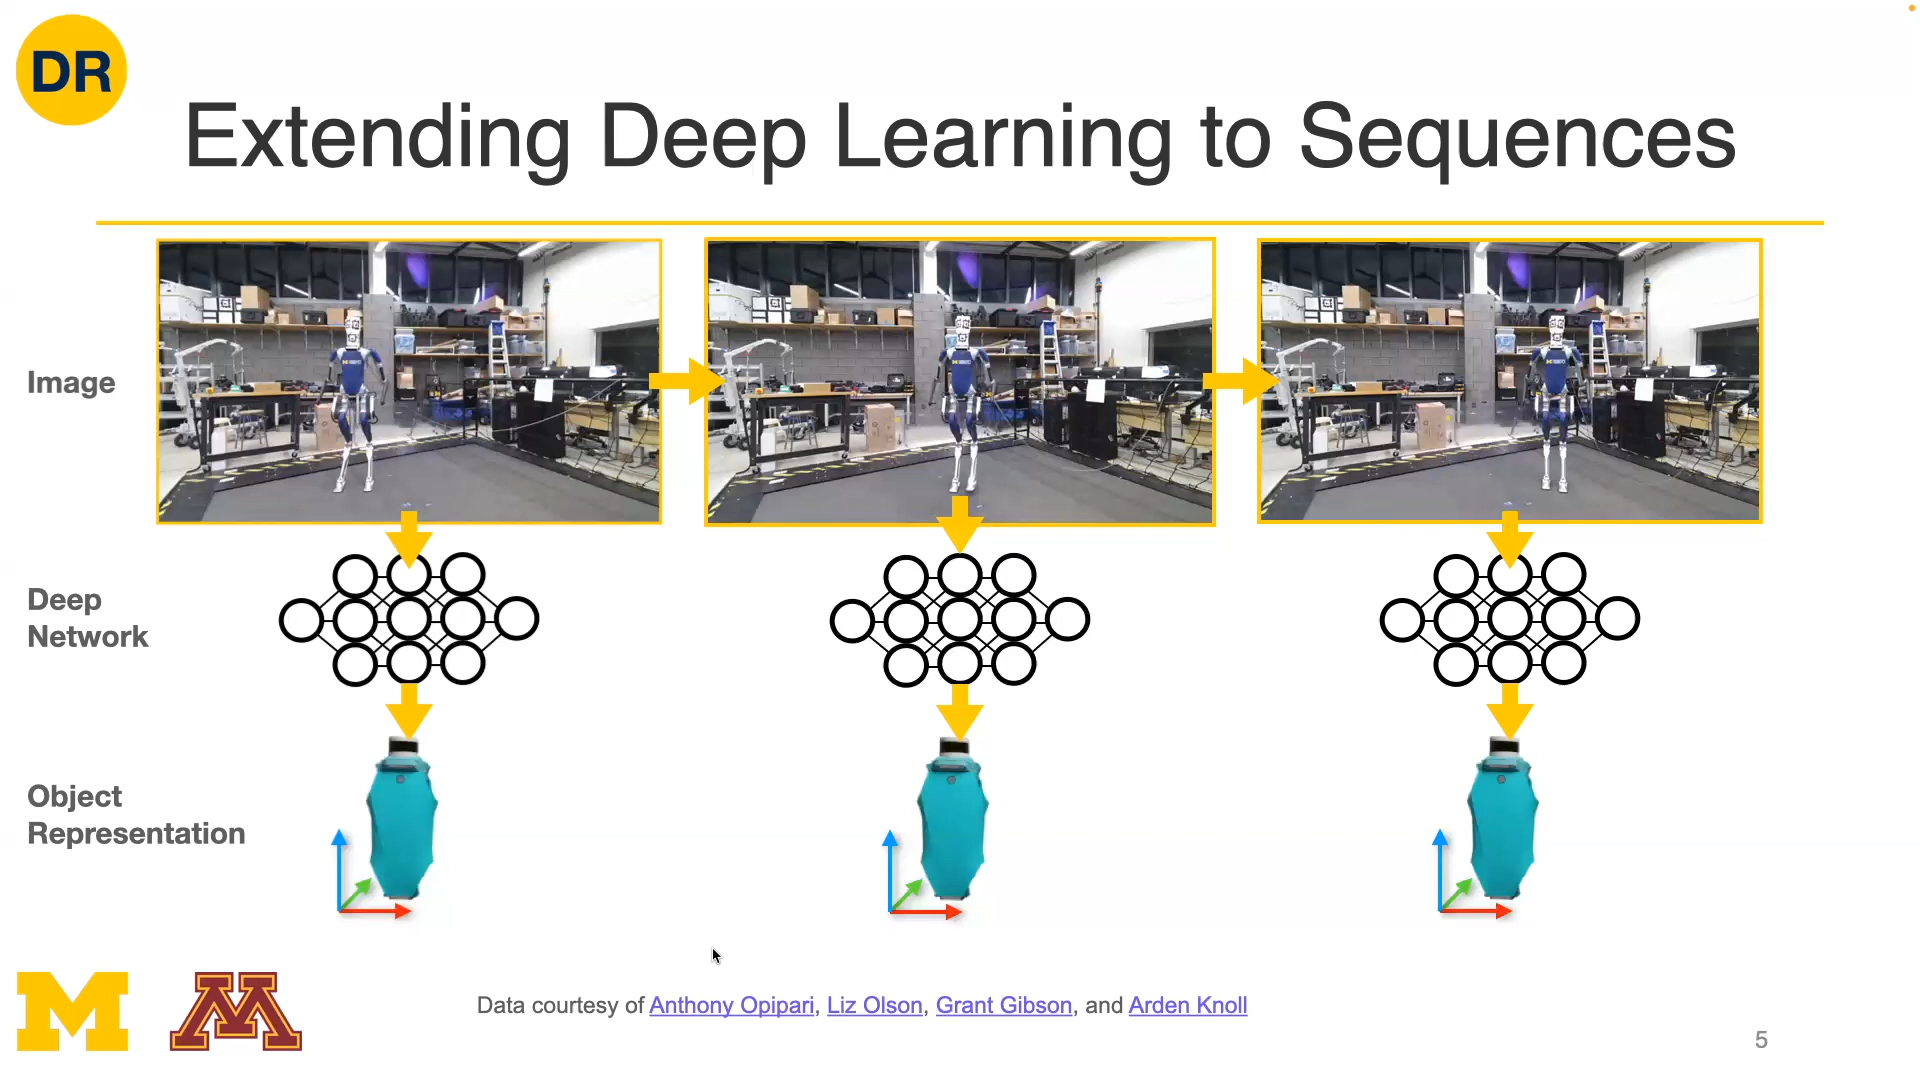 DR
Extending Deep Learning to Sequences
Image
Deep
Network
Object
Representation
Data courtesy of Anthony Opipari, Liz Olson, Grant Gibson, and Arden Knoll
5